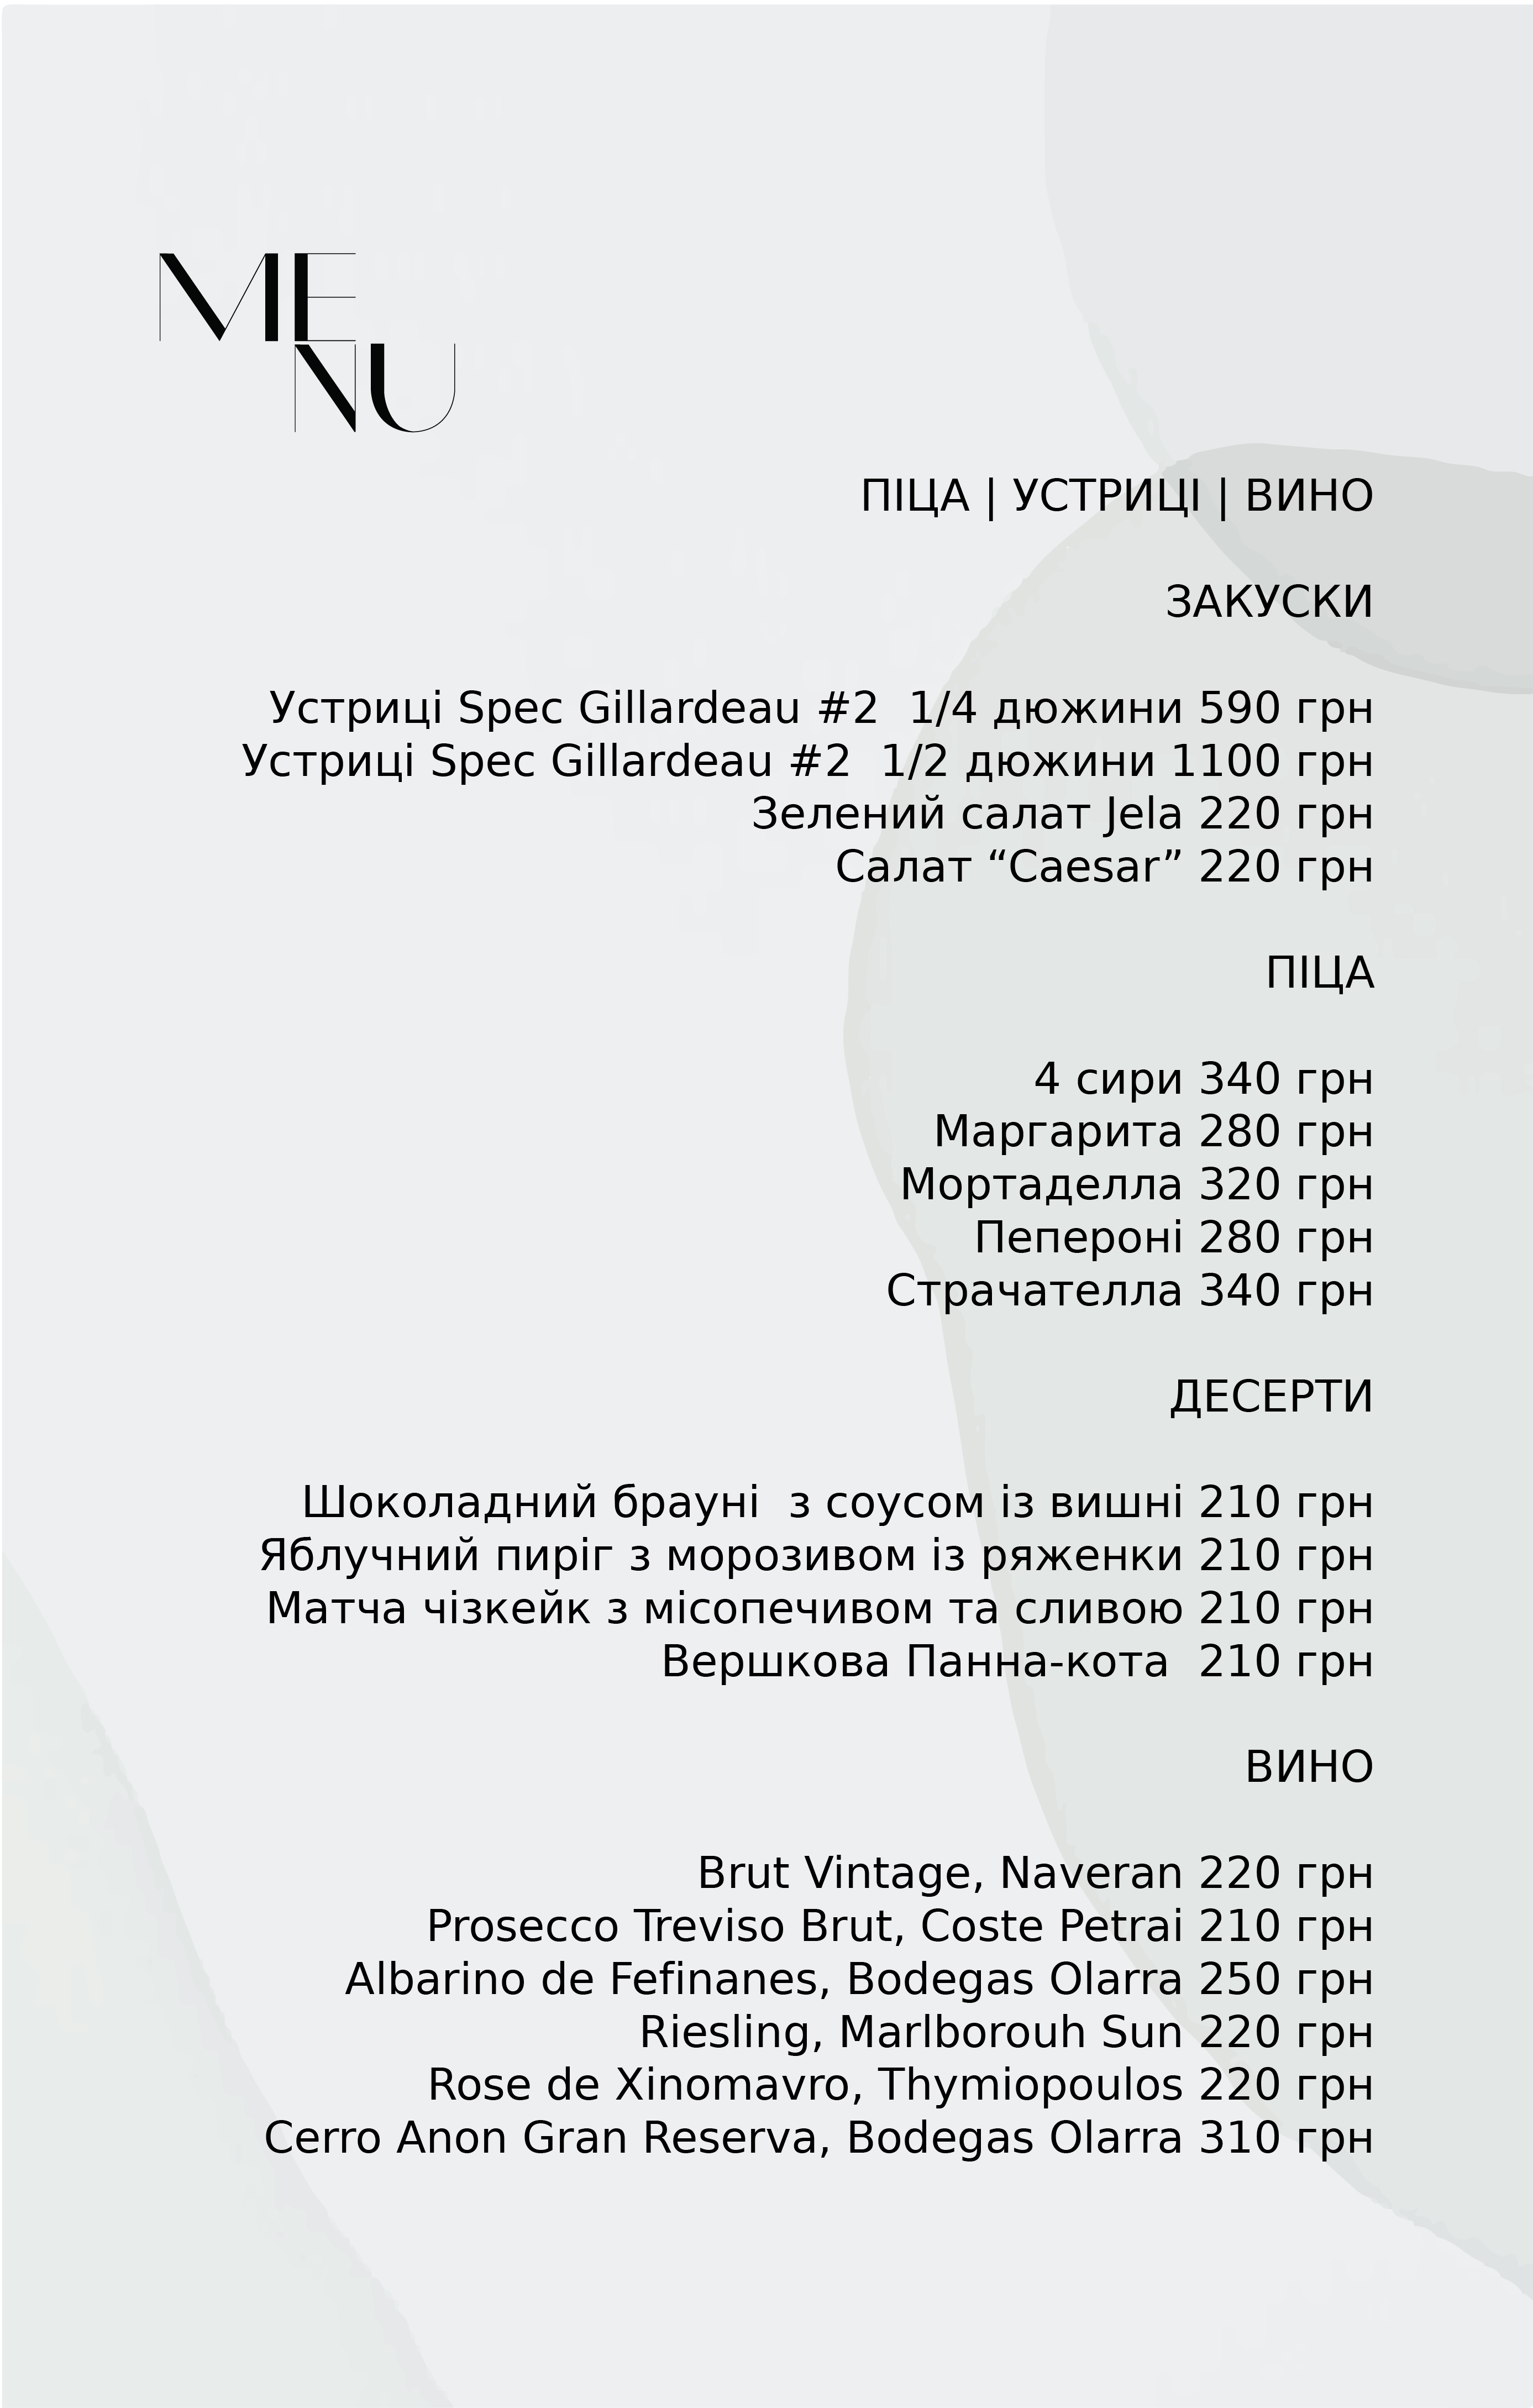 ME
NU
ПІЦА | УСТРИЦІ | ВИНО
ЗАКУСКИ
Устриці Spec Gillardeau #2  1/4 дюжини 590 грн
Устриці Spec Gillardeau #2  1/2 дюжини 1100 грн
Зелений салат Jela 220 грн
Салат “Caesar” 220 грн
ПІЦА
4 сири 340 грн
Маргарита 280 грн
Мортаделла 320 грн
Пепероні 280 грн
Страчателла 340 грн
ДЕСЕРТИ
Шоколадний брауні  з соусом із вишні 210 грн
Яблучний пиріг з морозивом із ряженки 210 грн
Матча чізкейк з місопечивом та сливою 210 грн
Вершкова Панна-кота  210 грн
ВИНО
Brut Vintage, Naveran 220 грн
Prosecco Treviso Brut, Coste Petrai 210 грн
Albarino de Fefinanes, Bodegas Olarra 250 грн
Riesling, Marlborouh Sun 220 грн
Rose de Xinomavro, Thymiopoulos 220 грн
Cerro Anon Gran Reserva, Bodegas Olarra 310 грн